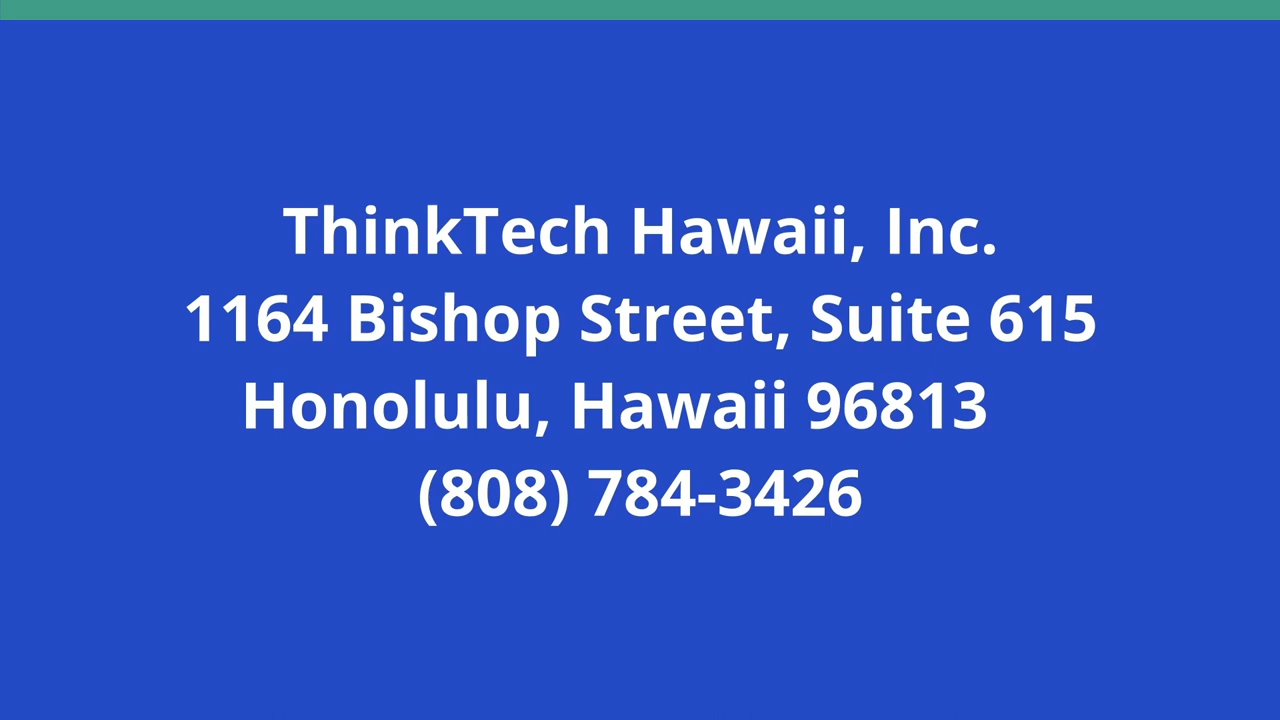 ThinkTech Hawaii, Inc.
1164 Bishop Street, Suite 615
Honolulu, Hawaii 96813
(808) 784-3426